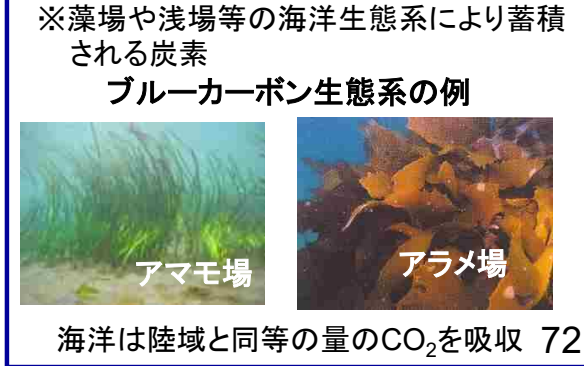 ※藻場や浅場等の海洋生態系により蓄積
される炭素
ブルーカーボン生態系の例
アマモ場
アラメ場
海洋は陸域と同等の量のCO₂を吸収 72